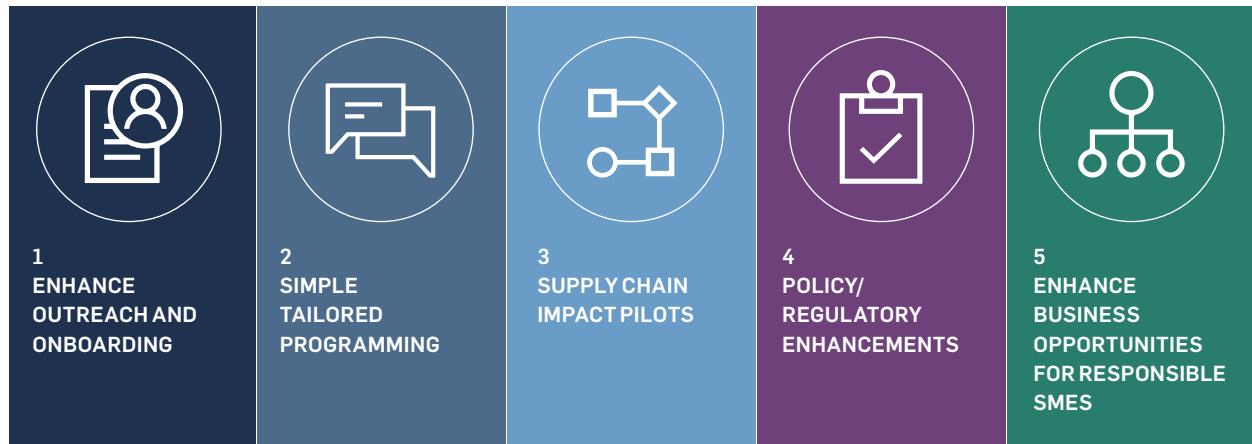 1
ENHANCE
OUTREACH AND
ONBOARDING
2
SIMPLE
TAILORED
PROGRAMMING
3
SUPPLY CHAIN
IMPACT PILOTS
4
POLICY/
REGULATORY
ENHANCEMENTS
5
ENHANCE
BUSINESS
OPPORTUNITIES
FOR RESPONSIBLE
SMES